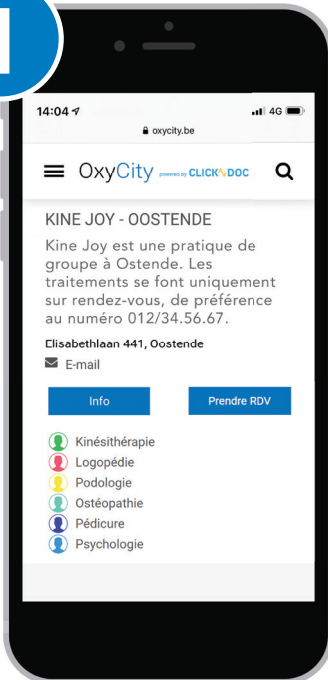 14:04
4G
oxycity.be
OxyCity powered by CLICKDOC
KINE JOY - OOSTENDE
Kine Joy est une pratique de
groupe à Ostende. Les
traitements se font uniquement
sur rendez-vous, de préférence
au numéro 012/34.56.67.
Elisabethlaan 441, Oostende
E-mail
Info
Prendre RDV
Kinésithérapie
Logopédie
Podologie
Ostéopathie
Pédicure
Psychologie